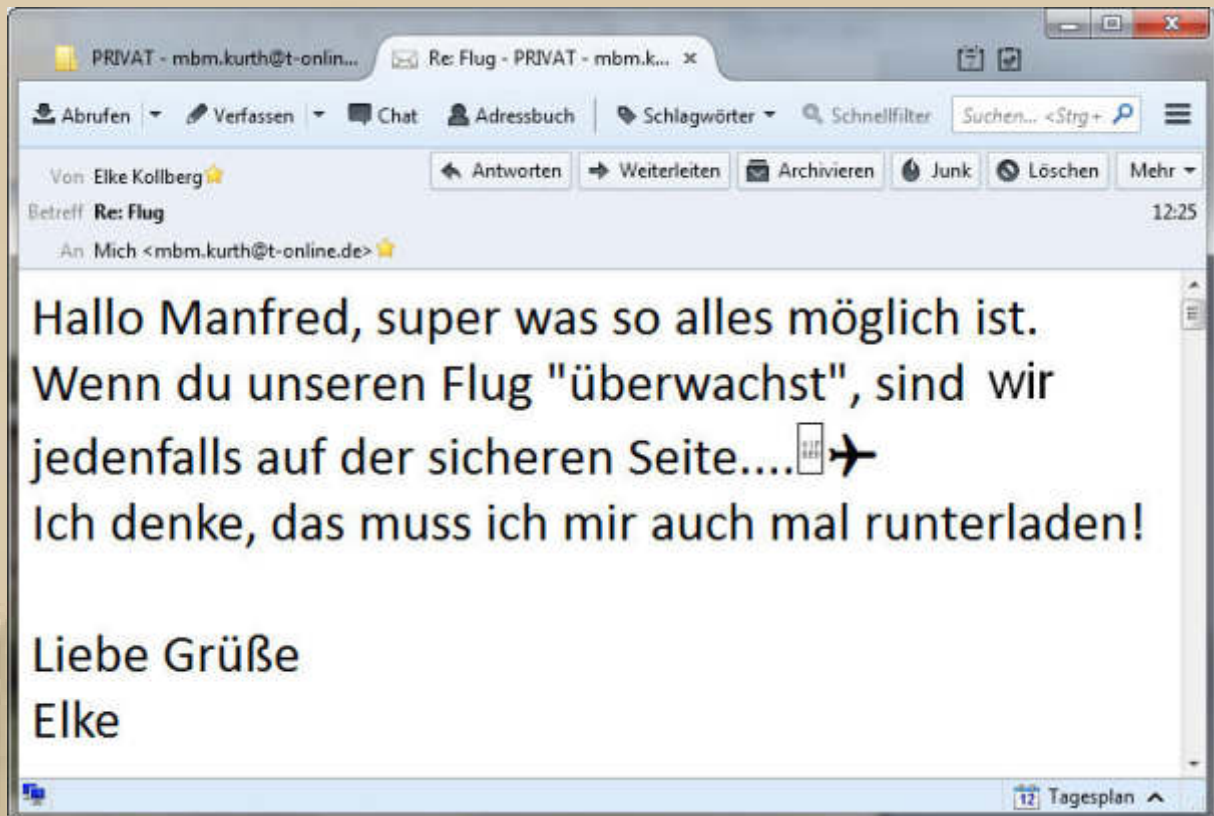 PRIVAT - mbm.kurth@t-onlin... Re: Flug - PRIVAT - mbm.k...
Abrufen Verfassen Chat Adressbuch Schlagwörter Schnellfilter Suchen... <Strg+
Von Elke Kollberg Antworten Weiterleiten Archivieren Junk Löschen Mehr
Betreff Re: Flug 12:25
An Mich <mbm.kurth@t-online.de>
Hallo Manfred, super was so alles möglich ist.
Wenn du unseren Flug "überwachst", sind wir
jedenfalls auf der sicheren Seite....✈
Ich denke, das muss ich mir auch mal runterladen!
Liebe Grüße
Elke
12 Tagesplan